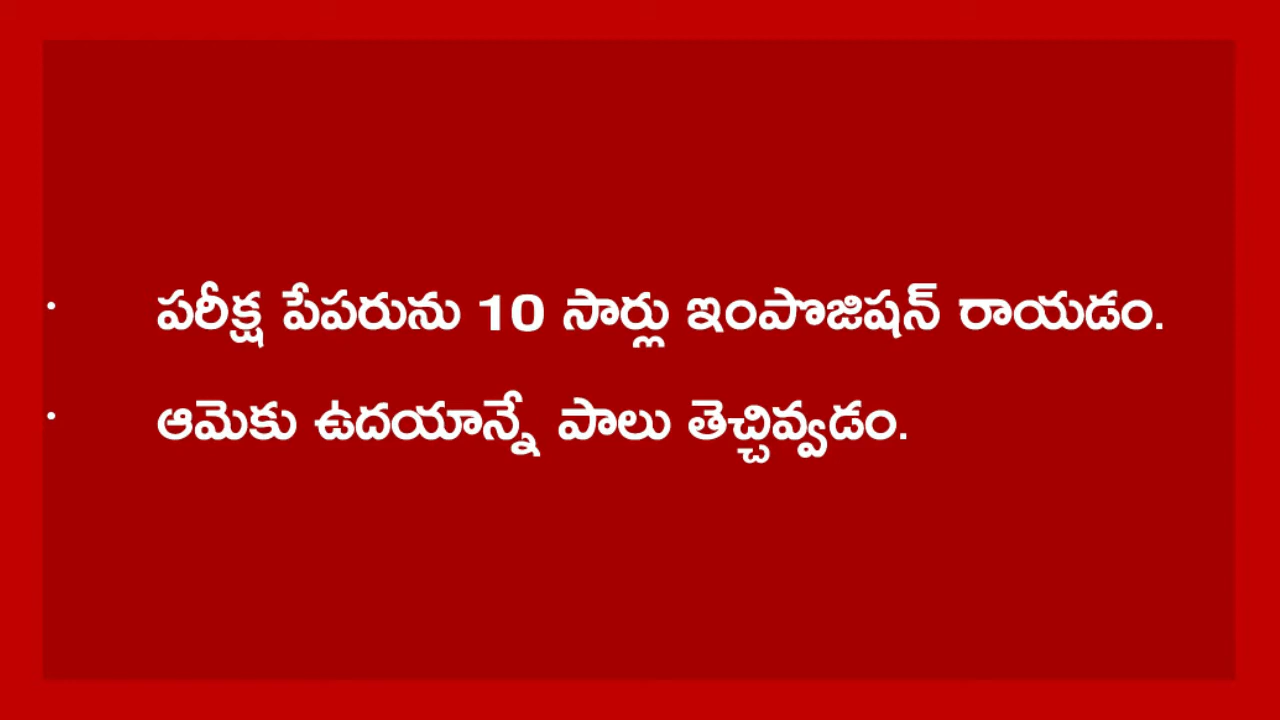 · పరీక్ష పేపరును 10 సార్లు ఇంపొజిషన్ రాయడం.
· ఆమెకు ఉదయాన్నే పాలు తెచ్చివ్వడం.